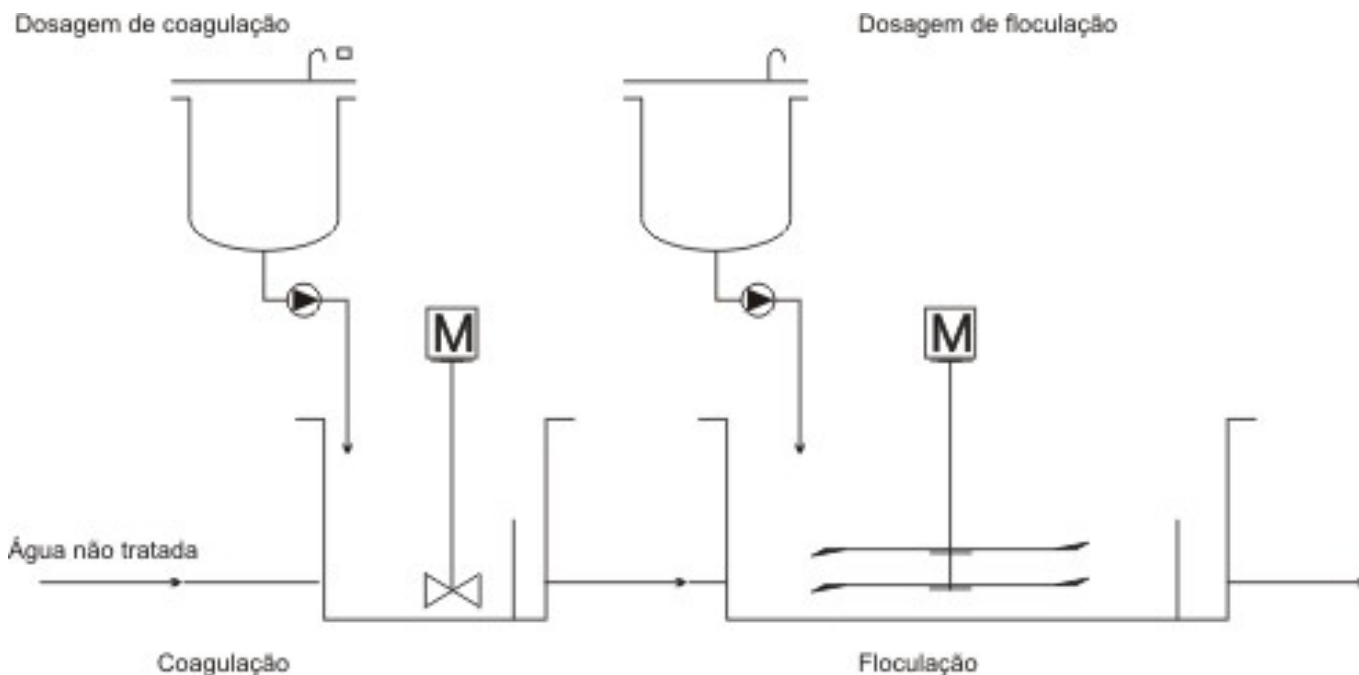 Dosagem de coagulação
Dosagem de floculação
M
M
Água não tratada
Coagulação
Floculação